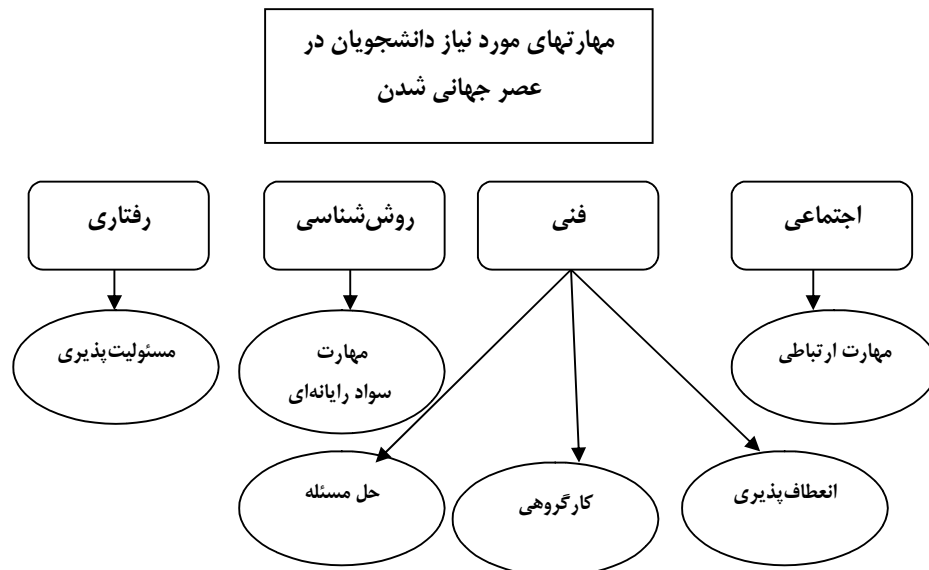 مهارتهای مورد نیاز دانشجویان در
عصر جهانی شدن
اجتماعی
فنی
روش‌شناسی
رفتاری
مهارت ارتباطی
مهارت
سواد رایانه‌ای
مسئولیت‌پذیری
انعطاف‌پذیری
کارگروهی
حل مسئله